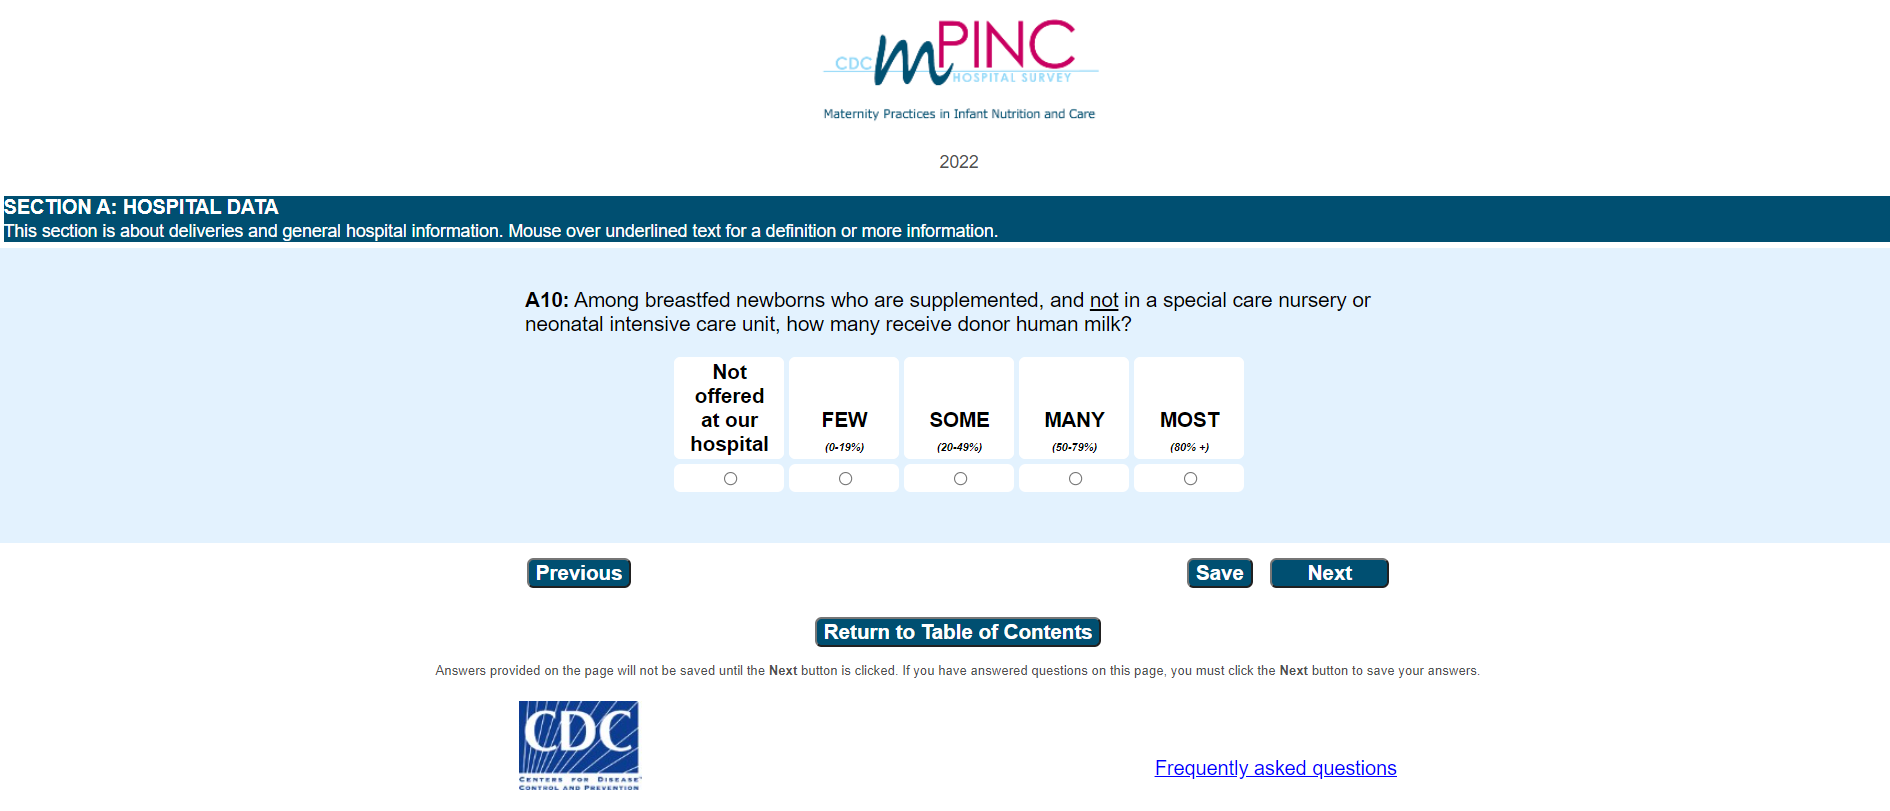 CDC mPINC
HOSPITAL SURVEY
Maternity Practices in Infant Nutrition and Care
2022
SECTION A: HOSPITAL DATA
This section is about deliveries and general hospital information. Mouse over underlined text for a definition or more information.
A10: Among breastfed newborns who are supplemented, and not in a special care nursery or
neonatal intensive care unit, how many receive donor human milk?
Not
offered
at our
hospital
FEW
(0-19%)
SOME
(20-49%)
MANY
(50-79%)
MOST
(80% +)
Previous
Save
Next
Return to Table of Contents
Answers provided on the page will not be saved until the Next button is clicked. If you have answered questions on this page, you must click the Next button to save your answers.
CDC
CENTERS FOR DISEASE
CONTROL AND PREVENTION
Frequently asked questions